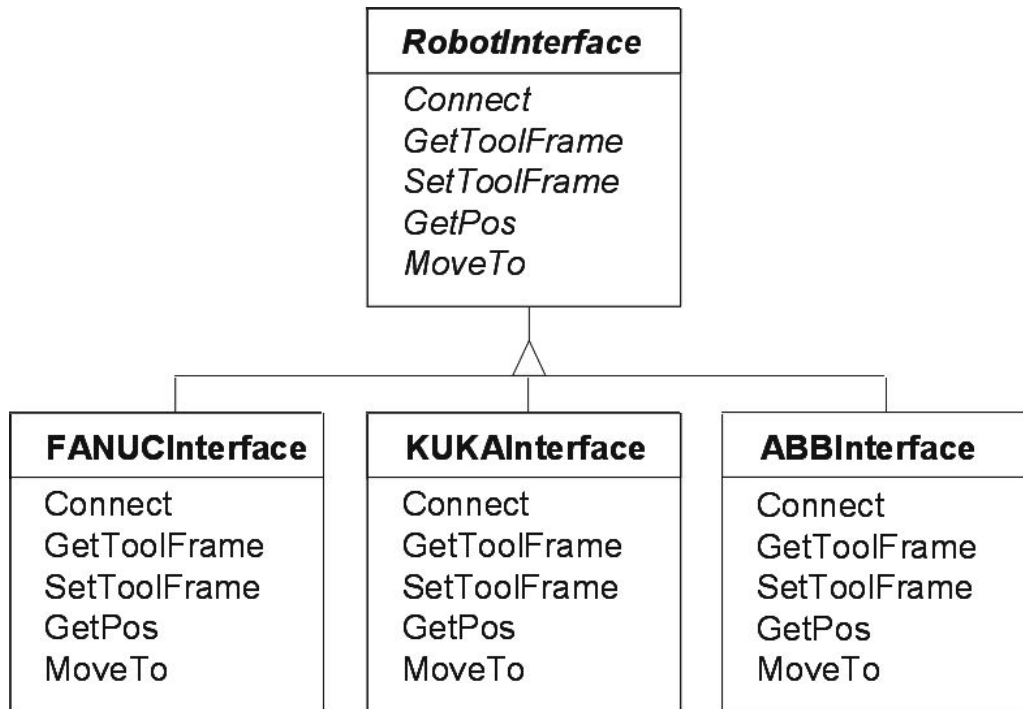 RobotInterface
Connect
GetToolFrame
SetToolFrame
GetPos
MoveTo
FANUCInterface
Connect
GetToolFrame
SetToolFrame
GetPos
MoveTo
KUKAInterface
Connect
GetToolFrame
SetToolFrame
GetPos
MoveTo
ABBInterface
Connect
GetToolFrame
SetToolFrame
GetPos
MoveTo